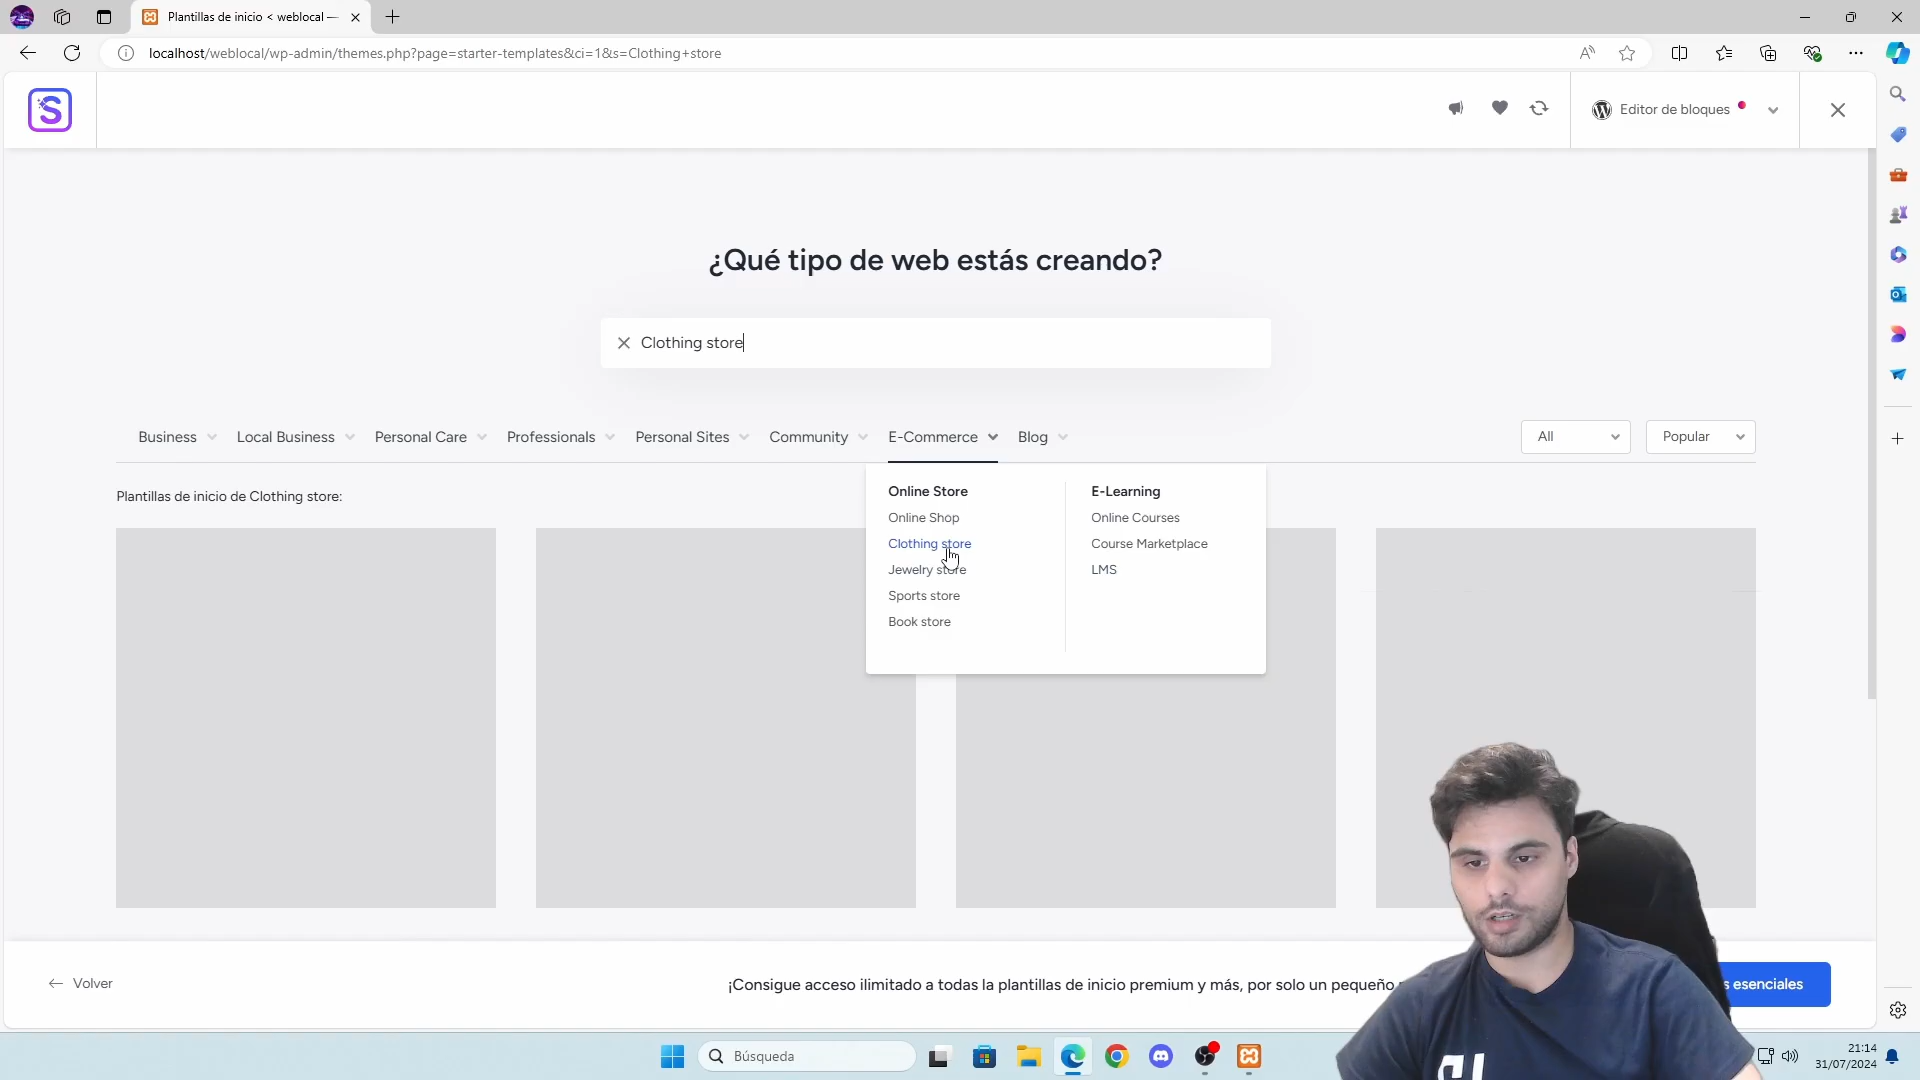 Plantillas de inicio < weblocal —
localhost/weblocal/wp-admin/themes.php?page=starter-templates&ci=1&s=Clothing+store
Editor de bloques
¿Qué tipo de web estás creando?
Clothing store
Business
Local Business
Personal Care
Professionals
Personal Sites
Community
E-Commerce
Blog
All
Popular
Plantillas de inicio de Clothing store:
Online Store
Online Shop
Clothing store
Jewelry store
Sports store
Book store
E-Learning
Online Courses
Course Marketplace
LMS
Volver
¡Consigue acceso ilimitado a todas la plantillas de inicio premium y más, por solo un pequeño
esenciales
Búsqueda
21:14
31/07/2024